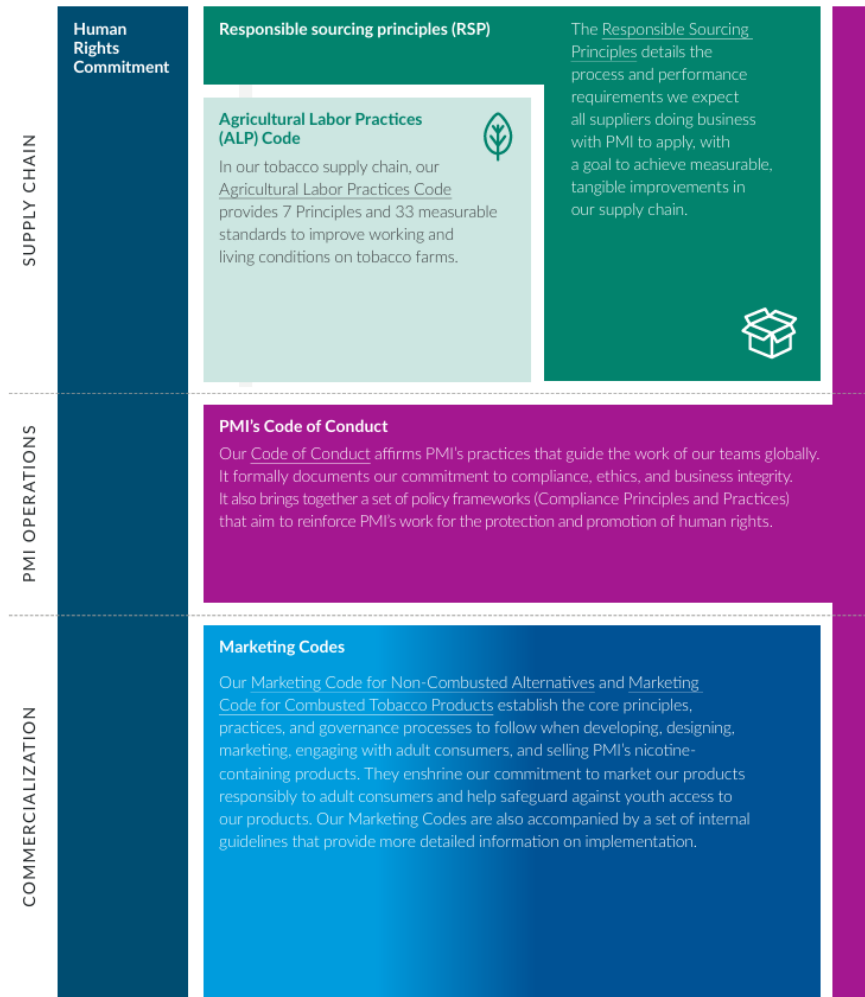 SUPPLY CHAIN
Human
Rights
Commitment
Responsible sourcing principles (RSP)
The Responsible Sourcing
Principles details the
process and performance
requirements we expect
all suppliers doing business
with PMI to apply, with
a goal to achieve measurable,
tangible improvements in
our supply chain.
Agricultural Labor Practices
(ALP) Code
In our tobacco supply chain, our
Agricultural Labor Practices Code
provides 7 Principles and 33 measurable
standards to improve working and
living conditions on tobacco farms.
PMI OPERATIONS
PMI’s Code of Conduct
Our Code of Conduct affirms PMI’s practices that guide the work of our teams globally.
It formally documents our commitment to compliance, ethics, and business integrity.
It also brings together a set of policy frameworks (Compliance Principles and Practices)
that aim to reinforce PMI’s work for the protection and promotion of human rights.
COMMERCIALIZATION
Marketing Codes
Our Marketing Code for Non-Combusted Alternatives and Marketing
Code for Combusted Tobacco Products establish the core principles,
practices, and governance processes to follow when developing, designing,
marketing, engaging with adult consumers, and selling PMI’s nicotine-
containing products. They enshrine our commitment to market our products
responsibly to adult consumers and help safeguard against youth access to
our products. Our Marketing Codes are also accompanied by a set of internal
guidelines that provide more detailed information on implementation.